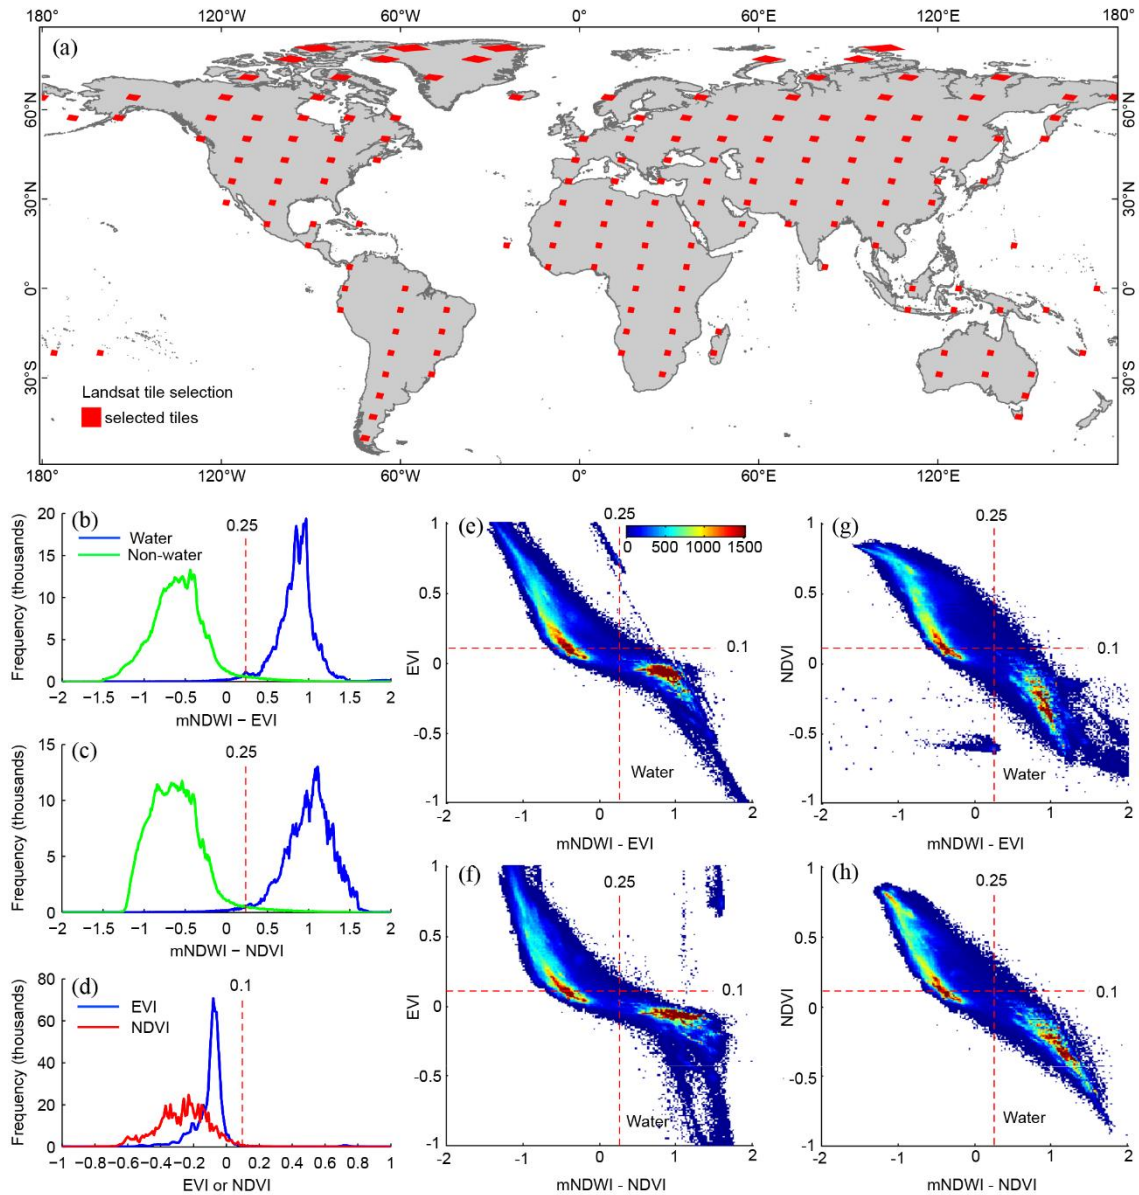 180° 120°W 60°W 0° 60°E 120°E 180°
(a)
60°N 60°N
30°N 30°N
0° 0°
30°S 30°S
Landsat tile selection
selected tiles
180° 120°W 60°W 0° 60°E 120°E 180°
(b)
0.25
Water
Non-water
Frequency (thousands)
20
15
10
5
0
−2 −1.5 −1 −0.5 0 0.5 1 1.5 2
mNDWI − EVI
(c)
0.25
Frequency (thousands)
15
10
5
0
−2 −1.5 −1 −0.5 0 0.5 1 1.5 2
mNDWI − NDVI
(d)
0.1
EVI
NDVI
Frequency (thousands)
80
60
40
20
0
-1 -0.8 -0.6 -0.4 -0.2 0 0.2 0.4 0.6 0.8 1
EVI or NDVI
(e)
0.25
0 500 1000 1500
0.1
EVI
1
0.5
0
-0.5
-1
Water
-1 0 1 2
mNDWI - EVI
(f)
0.25
0.1
EVI
1
0.5
0
-0.5
-1
Water
-2 -1 0 1 2
mNDWI - NDVI
(g)
0.25
0.1
NDVI
1
0.5
0
-0.5
-1
Water
-2 -1 0 1 2
mNDWI - EVI
(h)
0.25
0.1
NDVI
1
0.5
0
-0.5
-1
Water
-2 -1 0 1 2
mNDWI - NDVI